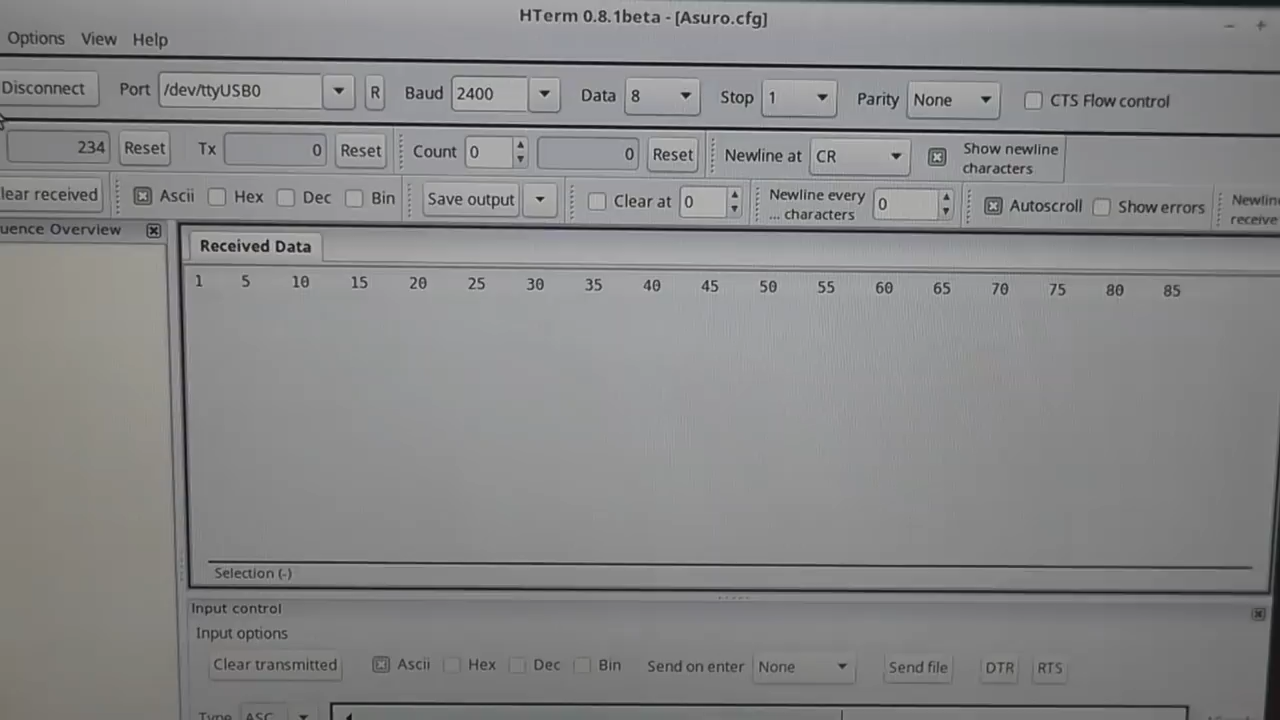 HTerm 0.8.1beta - [Asuro.cfg]
Options View Help
Disconnect Port /dev/ttyUSB0 R Baud 2400 Data 8 Stop 1 Parity None CTS Flow control
234 Reset Tx 0 Reset Count 0 0 Reset Newline at CR Show newline
characters
lear received Ascii Hex Dec Bin Save output Clear at 0 Newline every
... characters 0 Autoscroll Show errors Newlin
receive
uence Overview
Received Data
1 5 10 15 20 25 30 35 40 45 50 55 60 65 70 75 80 85
Selection (-)
Input control
Input options
Clear transmitted Ascii Hex Dec Bin Send on enter None Send file DTR RTS
Type ASC